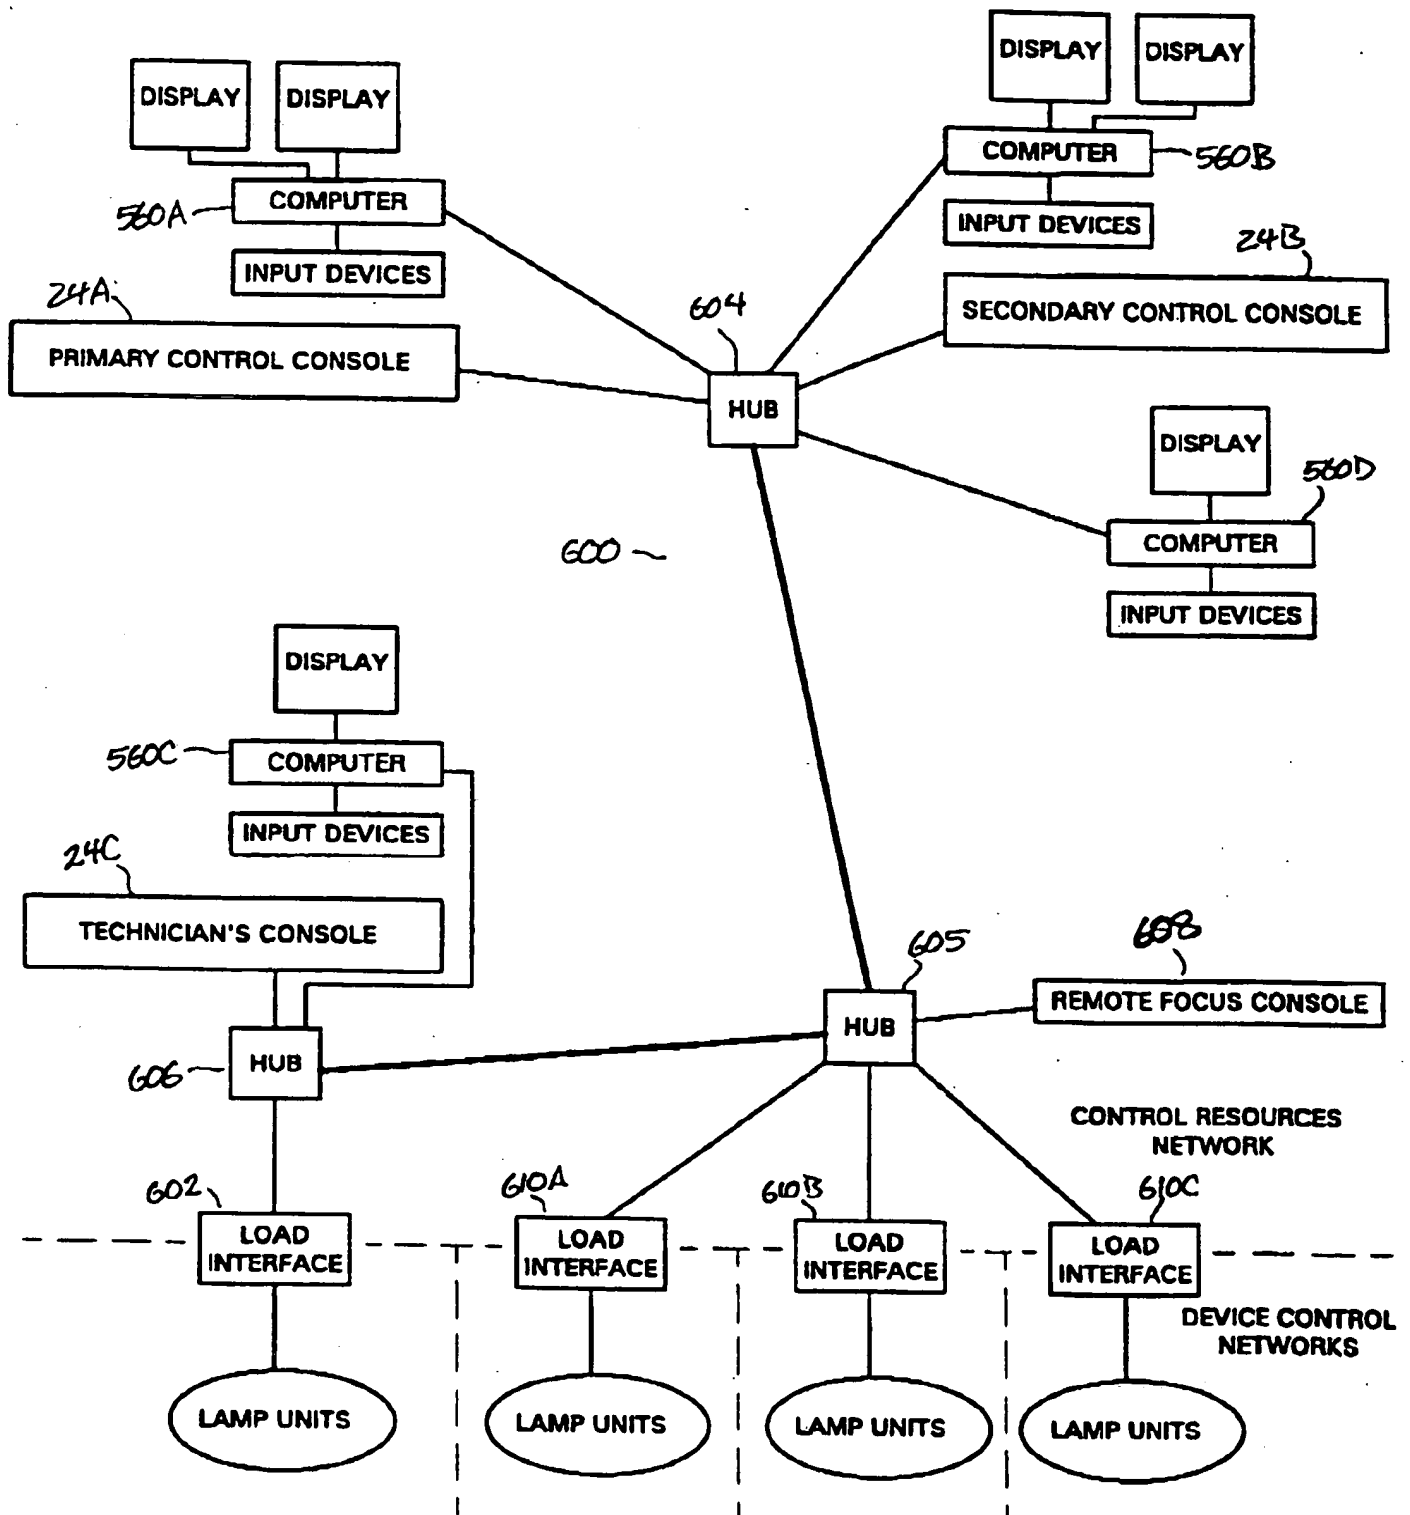 DISPLAY
DISPLAY
COMPUTER
560A
INPUT DEVICES
24A
PRIMARY CONTROL CONSOLE
DISPLAY
DISPLAY
COMPUTER
560B
INPUT DEVICES
24B
SECONDARY CONTROL CONSOLE
604
HUB
DISPLAY
560D
COMPUTER
INPUT DEVICES
600
DISPLAY
560C
COMPUTER
INPUT DEVICES
24C
TECHNICIAN'S CONSOLE
606
HUB
605
HUB
608
REMOTE FOCUS CONSOLE
CONTROL RESOURCES
NETWORK
602
LOAD
INTERFACE
610A
LOAD
INTERFACE
610B
LOAD
INTERFACE
610C
LOAD
INTERFACE
DEVICE CONTROL
NETWORKS
LAMP UNITS
LAMP UNITS
LAMP UNITS
LAMP UNITS